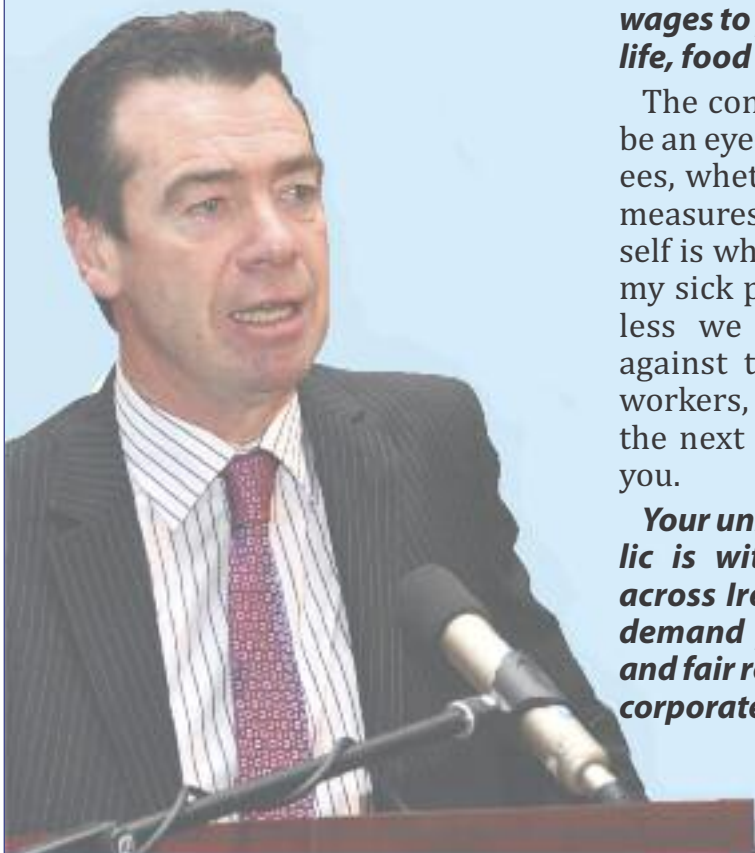 wages to
life, food
The con
be an eye
ees, whet
measures
self is wh
my sick p
less we
against t
workers,
the next
you.
Your un
lic is wit
across Ire
demand
and fair re
corporate